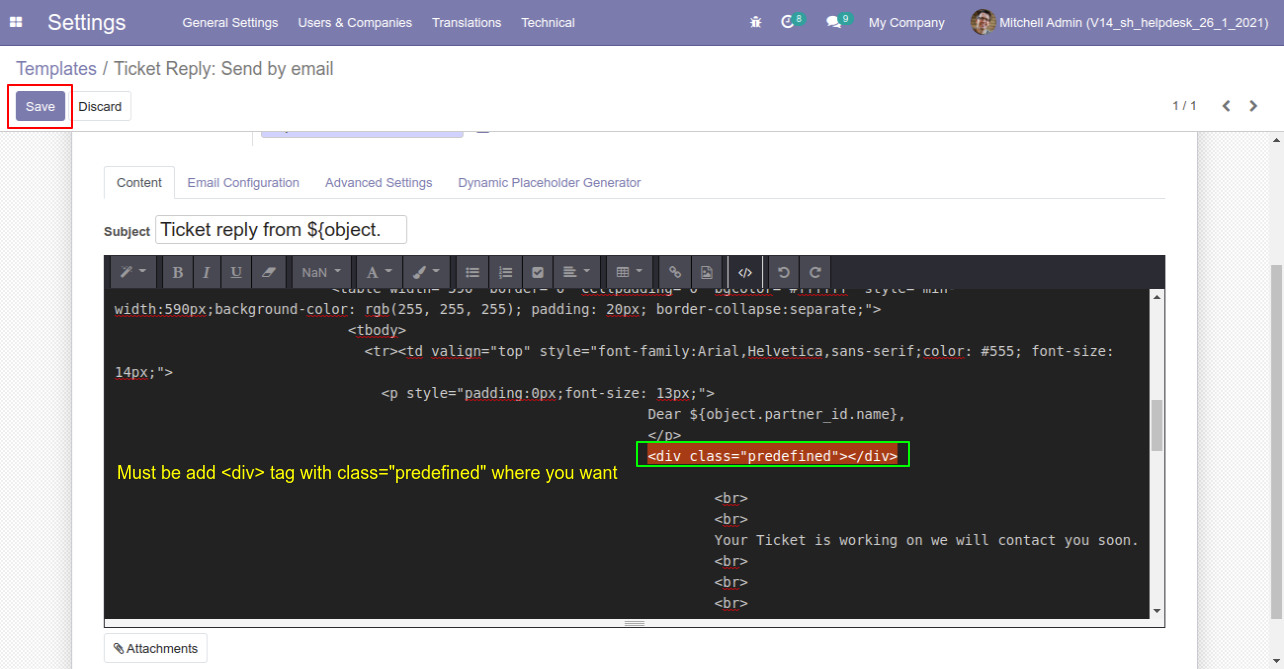 Settings General Settings Users & Companies Translations Technical 8 9 My Company Mitchell Admin (V14_sh_helpdesk_26_1_2021)
Templates / Ticket Reply: Send by email
Save Discard 1 / 1
Content Email Configuration Advanced Settings Dynamic Placeholder Generator
Subject Ticket reply from ${object.
B I U NaN A
<table width="590" border="0" cellpadding="0" bgcolor="#ffffff" style="min-
width:590px;background-color: rgb(255, 255, 255); padding: 20px; border-collapse:separate;">
<tbody>
<tr><td valign="top" style="font-family:Arial,Helvetica,sans-serif;color: #555; font-size:
14px;">
<p style="padding:0px;font-size: 13px;">
Dear ${object.partner_id.name},
</p>
<div class="predefined"></div>
Must be add <div> tag with class="predefined" where you want
<br>
<br>
Your Ticket is working on we will contact you soon.
<br>
<br>
<br>
Attachments